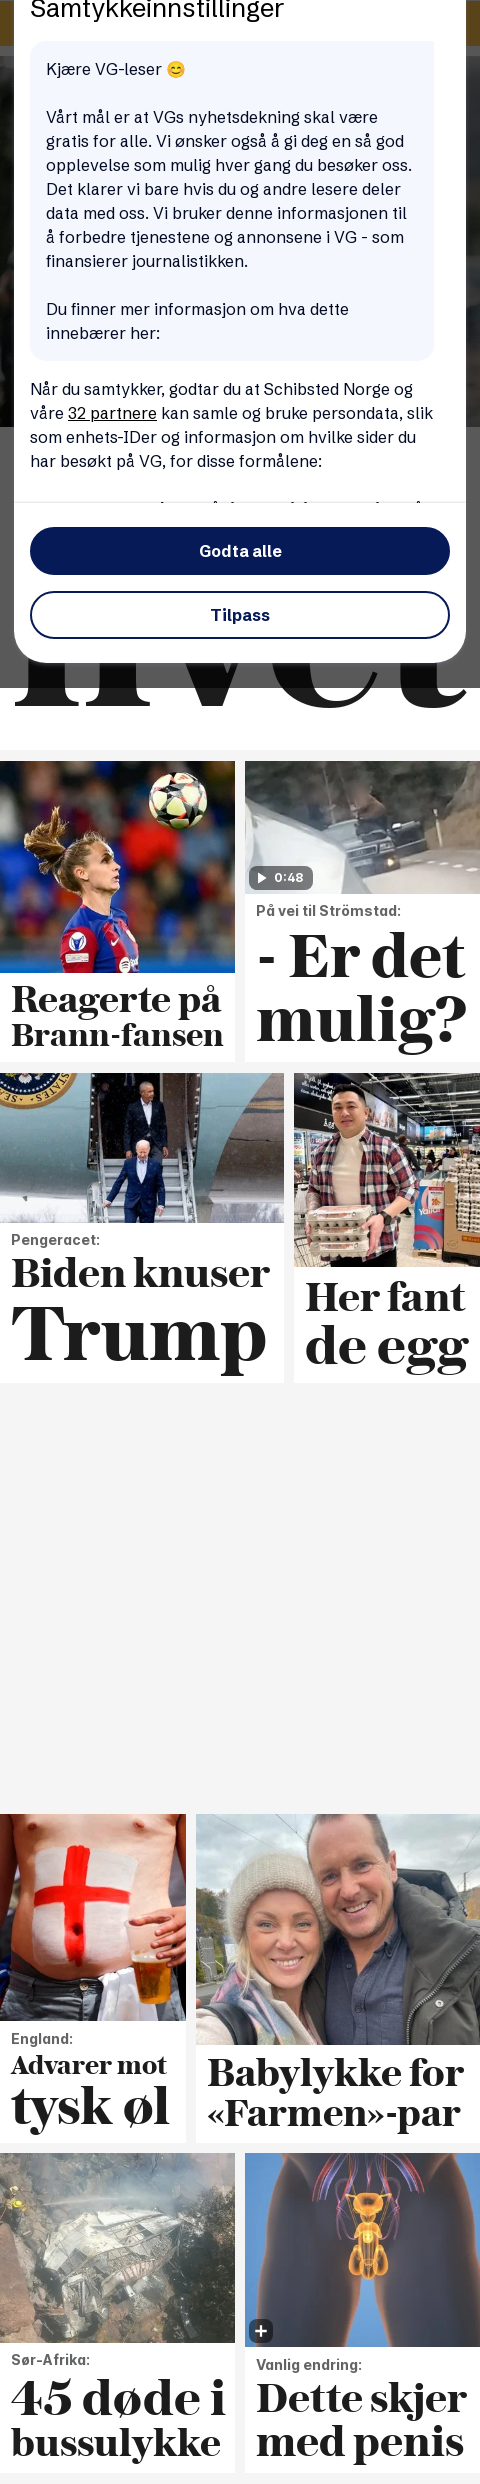 Samtykkeinnstillinger
Kjære VG-leser 😊
Vårt mål er at VGs nyhetsdekning skal være
gratis for alle. Vi ønsker også å gi deg en så god
opplevelse som mulig hver gang du besøker oss.
Det klarer vi bare hvis du og andre lesere deler
data med oss. Vi bruker denne informasjonen til
å forbedre tjenestene og annonsene i VG - som
finansierer journalistikken.
Du finner mer informasjon om hva dette
innebærer her:
Når du samtykker, godtar du at Schibsted Norge og
våre 32 partnere kan samle og bruke persondata, slik
som enhets-IDer og informasjon om hvilke sider du
har besøkt på VG, for disse formålene:
Godta alle
Tilpass
livet
0:48
På vei til Strömstad:
- Er det
mulig?
Reagerte på
Brann-fansen
Pengeracet:
Biden knuser
Trump
Her fant
de egg
England:
Advarer mot
tysk øl
Babylykke for
«Farmen»-par
Sør-Afrika:
45 døde i
bussulykke
Vanlig endring:
Dette skjer
med penis